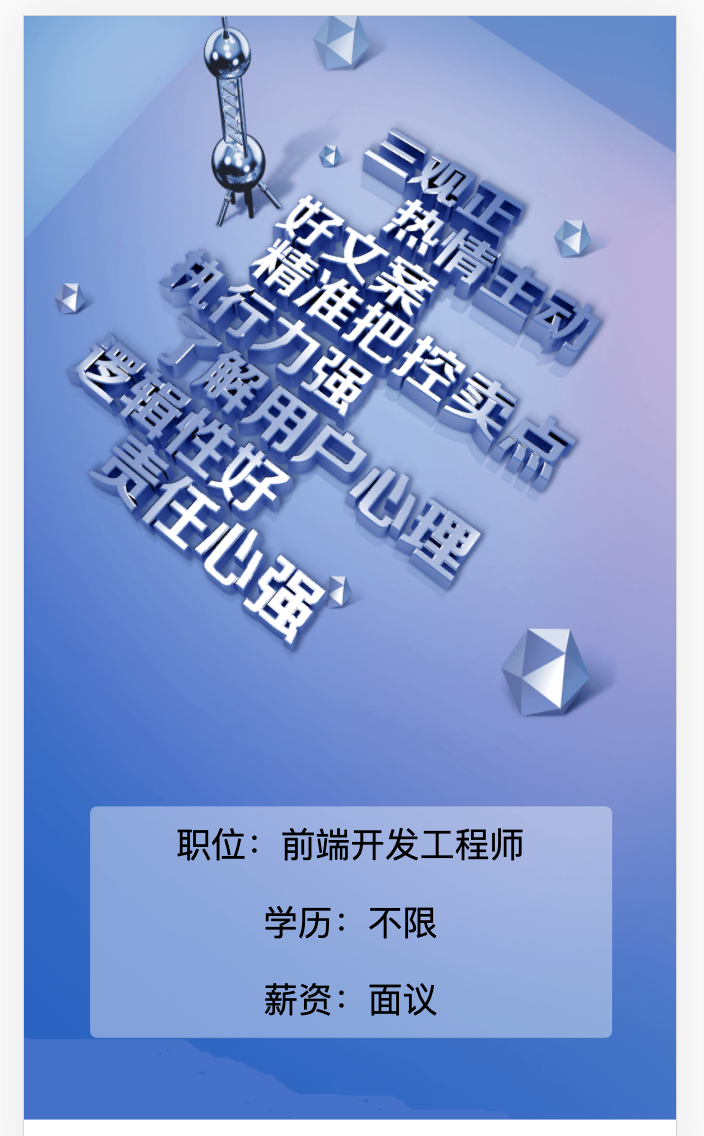 三观正
热情主动
好文案
精准把控卖点
执行力强
了解用户心理
逻辑性好
责任心强
职位：前端开发工程师
学历：不限
薪资：面议